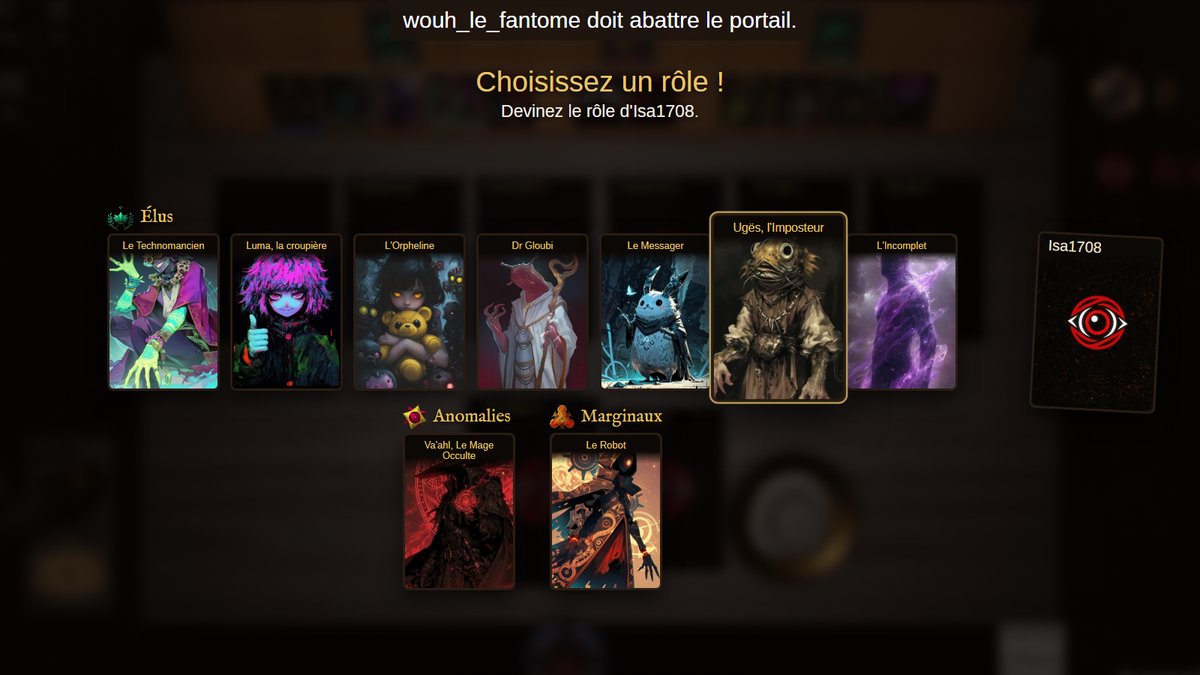 wouh_le_fantome doit abattre le portail.
Choisissez un rôle !
Devinez le rôle d'Isa1708.
Élus
Le Technomancien
Luma, la croupière
L'Orpheline
Dr Gloubi
Le Messager
Ugës, l'Imposteur
L'Incomplet
Isa1708
Anomalies
Marginaux
Va'ahl, Le Mage
Occulte
Le Robot